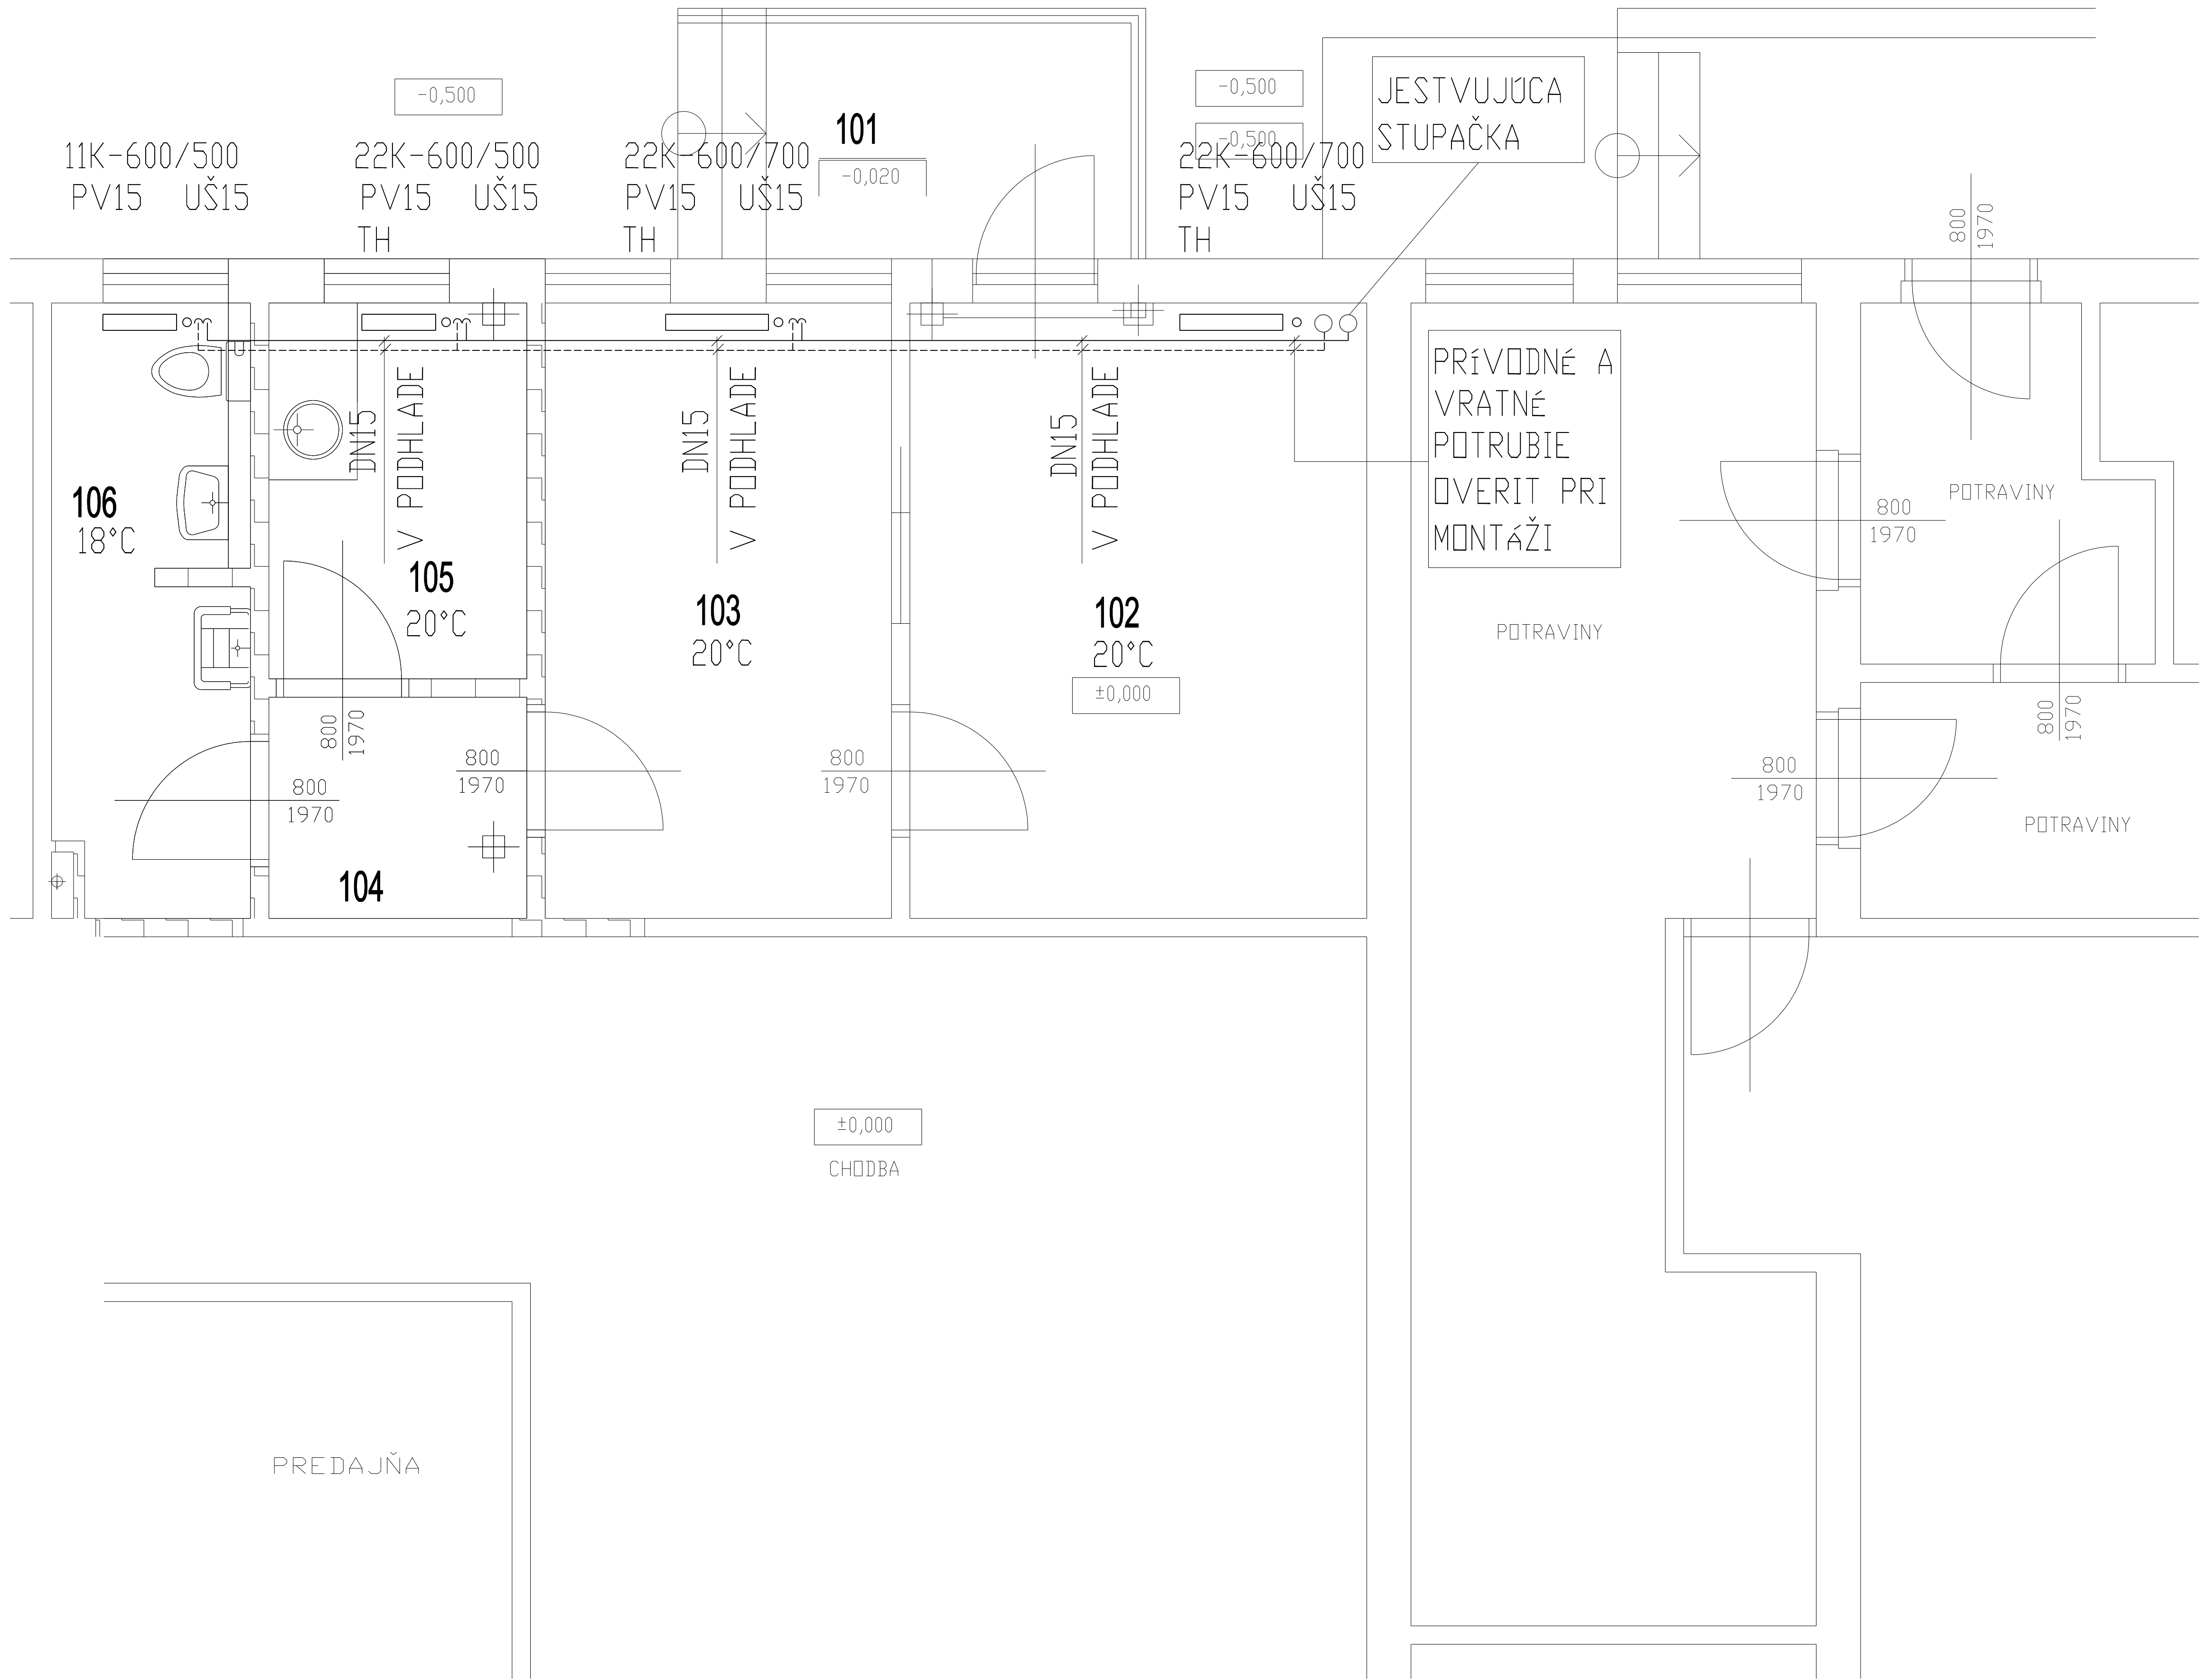 -0,500
-0,500
-0,500
JESTVUJÚCA
STUPAČKA
101
-0,020
11K-600/500
PV15 UŠ15
22K-600/500
PV15 UŠ15
TH
22K-600/700
PV15 UŠ15
TH
22K-600/700
PV15 UŠ15
TH
800
1970
PRÍVODNÉ A
VRATNÉ
POTRUBIE
OVERIT PRI
MONTÁŽI
DN15
V PODHLADE
DN15
V PODHLADE
DN15
V PODHLADE
106
18°C
105
20°C
103
20°C
102
20°C
±0,000
POTRAVINY
POTRAVINY
800
1970
800
1970
800
1970
800
1970
800
1970
800
1970
800
1970
POTRAVINY
104
±0,000
CHODBA
PREDAJŇA